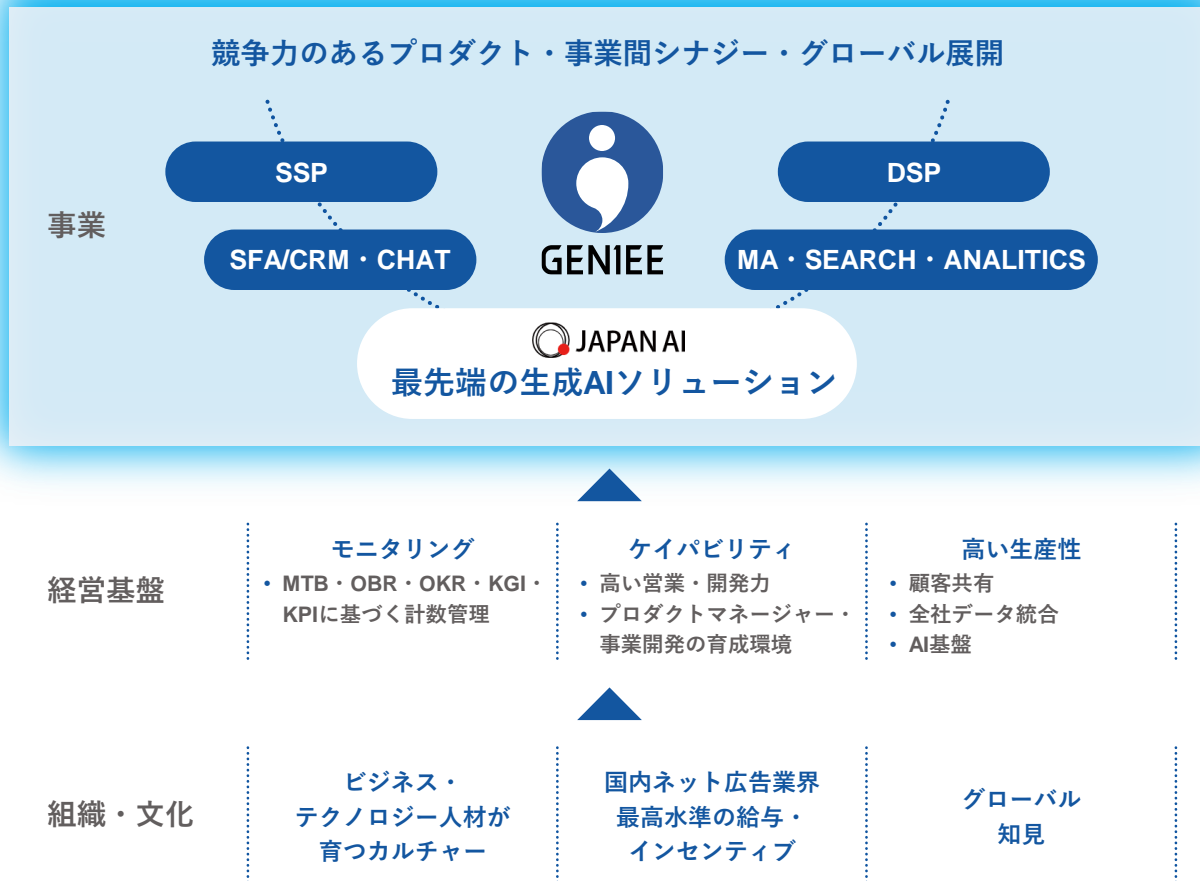 競争力のあるプロダクト・事業間シナジー・グローバル展開
SSP
DSP
事業
GENIEE
SFA/CRM・CHAT
MA・SEARCH・ANALITICS
JAPAN AI
最先端の生成AIソリューション
経営基盤
モニタリング
• MTB・OBR・OKR・KGI・
KPIに基づく計数管理
ケイパビリティ
• 高い営業・開発力
• プロダクトマネージャー・
事業開発の育成環境
高い生産性
• 顧客共有
• 全社データ統合
• AI基盤
組織・文化
ビジネス・
テクノロジー人材が
育つカルチャー
国内ネット広告業界
最高水準の給与・
インセンティブ
グローバル
知見